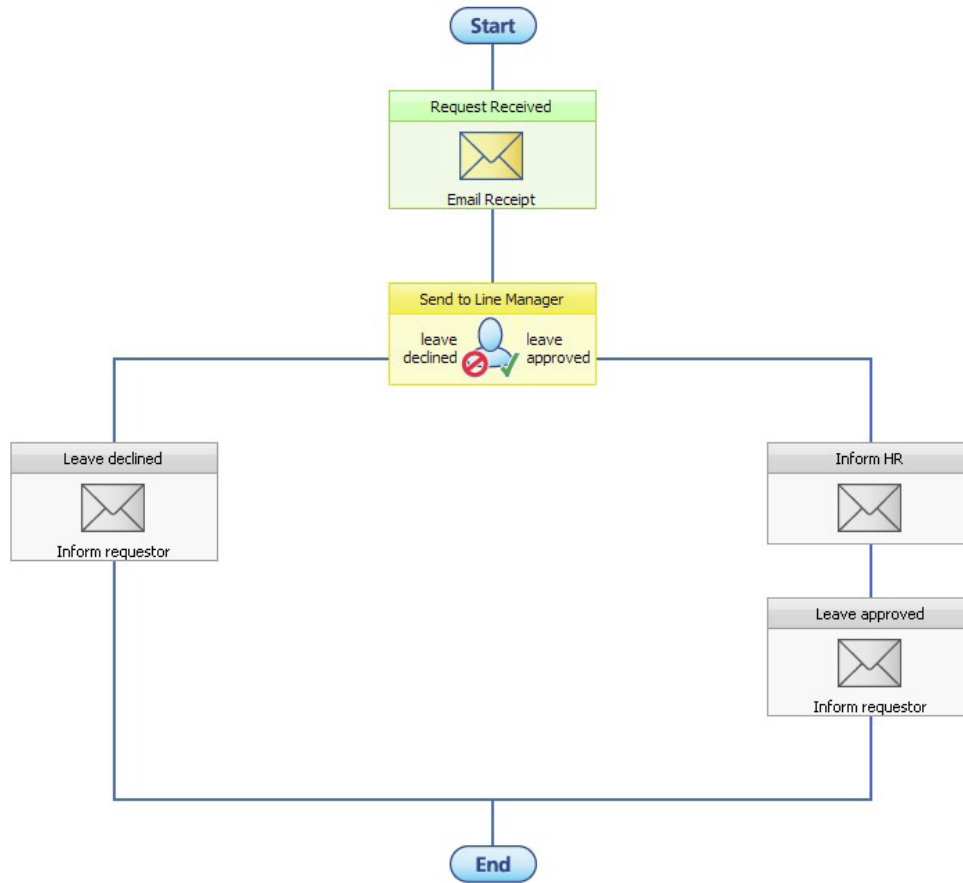 Start
Request Received
Email Receipt
Send to Line Manager
leave
declined
leave
approved
Leave declined
Inform requestor
Inform HR
Leave approved
Inform requestor
End